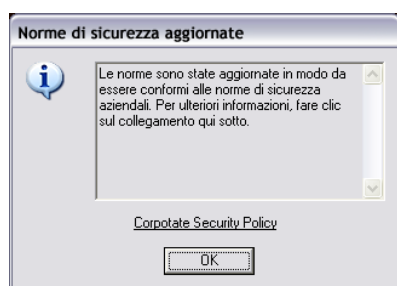 Norme di sicurezza aggiornate
Le norme sono state aggiornate in modo da
essere conformi alle norme di sicurezza
aziendali. Per ulteriori informazioni, fare clic
sul collegamento qui sotto.
Corpotate Security Policy
OK